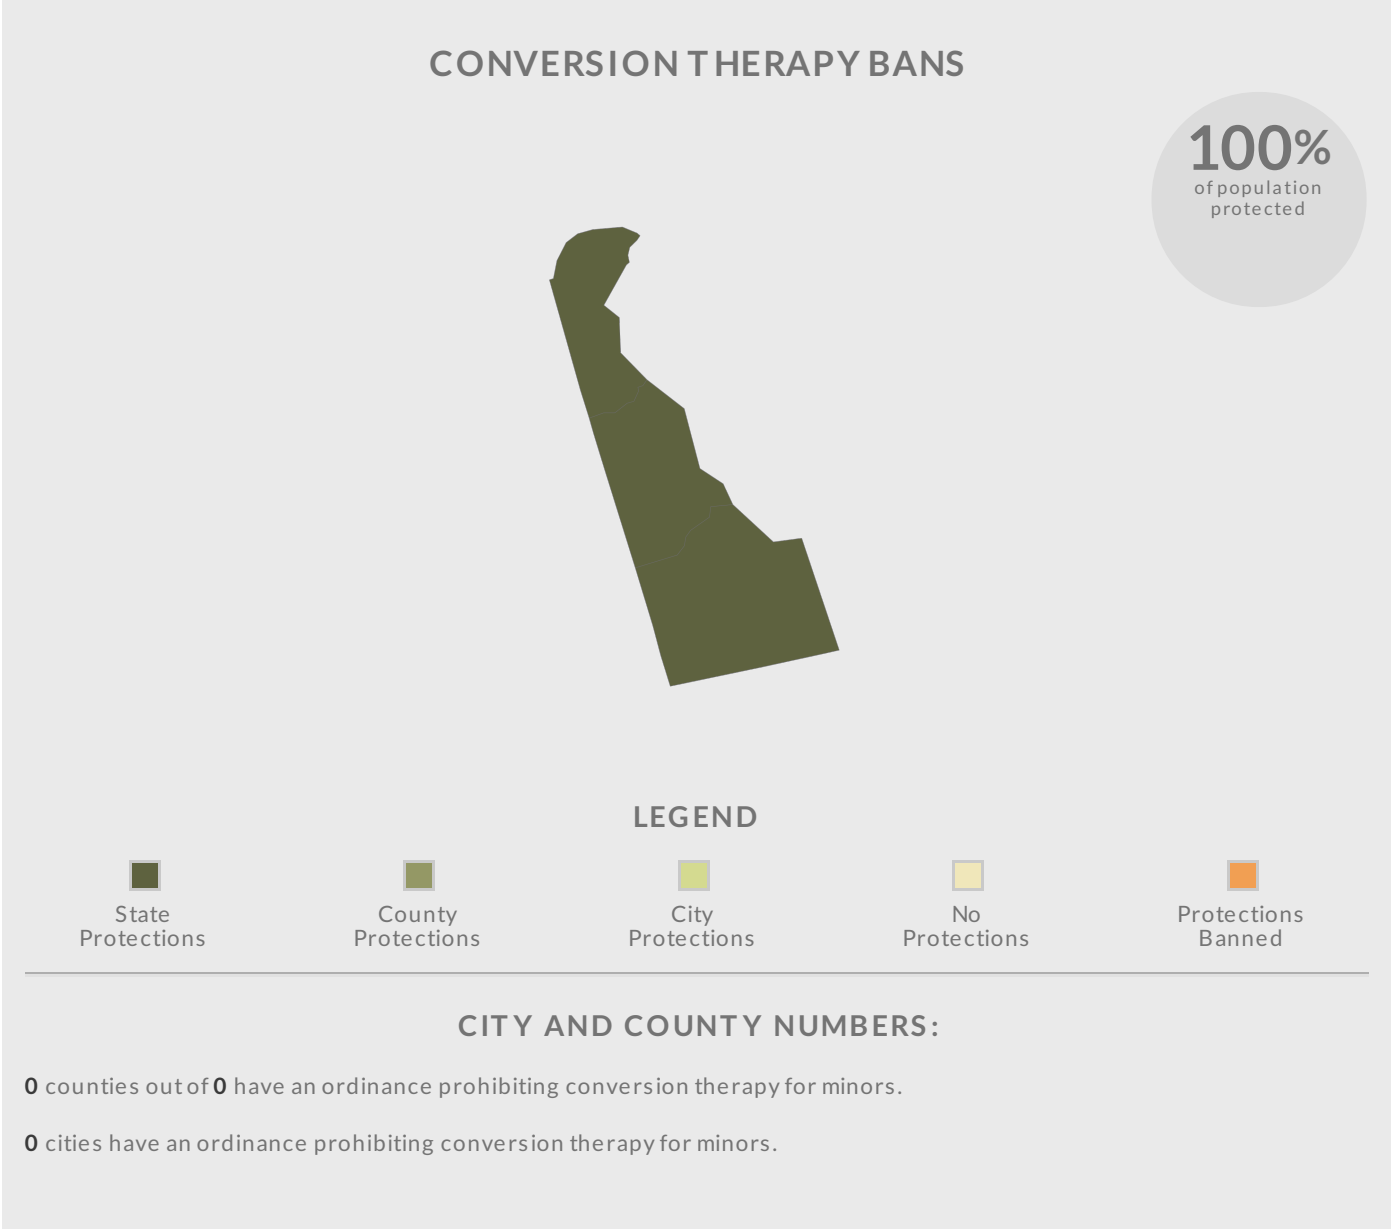 CONVERSION THERAPY BANS
100%
of population
protected
LEGEND
State
Protections
County
Protections
City
Protections
No
Protections
Protections
Banned
CITY AND COUNTY NUMBERS:
0 counties out of 0 have an ordinance prohibiting conversion therapy for minors.
0 cities have an ordinance prohibiting conversion therapy for minors.